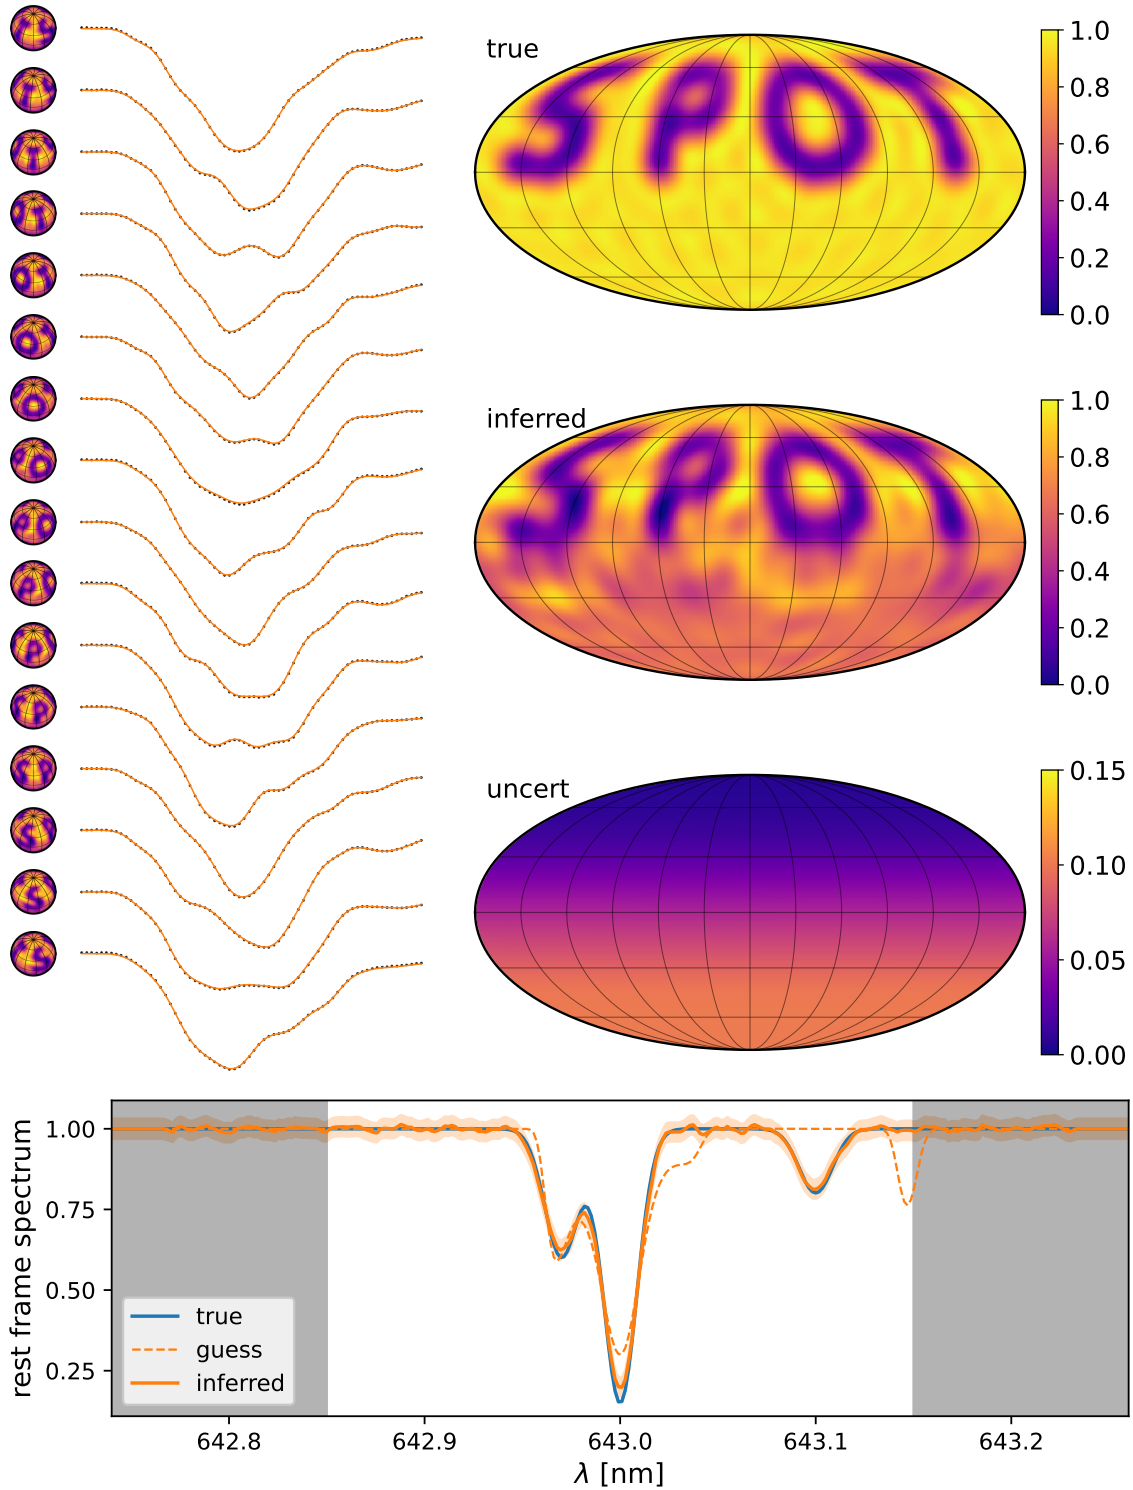 true
1.0
0.8
0.6
0.4
0.2
0.0
SPOT
inferred
1.0
0.8
0.6
0.4
0.2
0.0
SPOT
uncert
0.15
0.10
0.05
0.00
rest frame spectrum
1.00
0.75
0.50
0.25
true
guess
inferred
642.8 642.9 643.0 643.1 643.2
λ [nm]